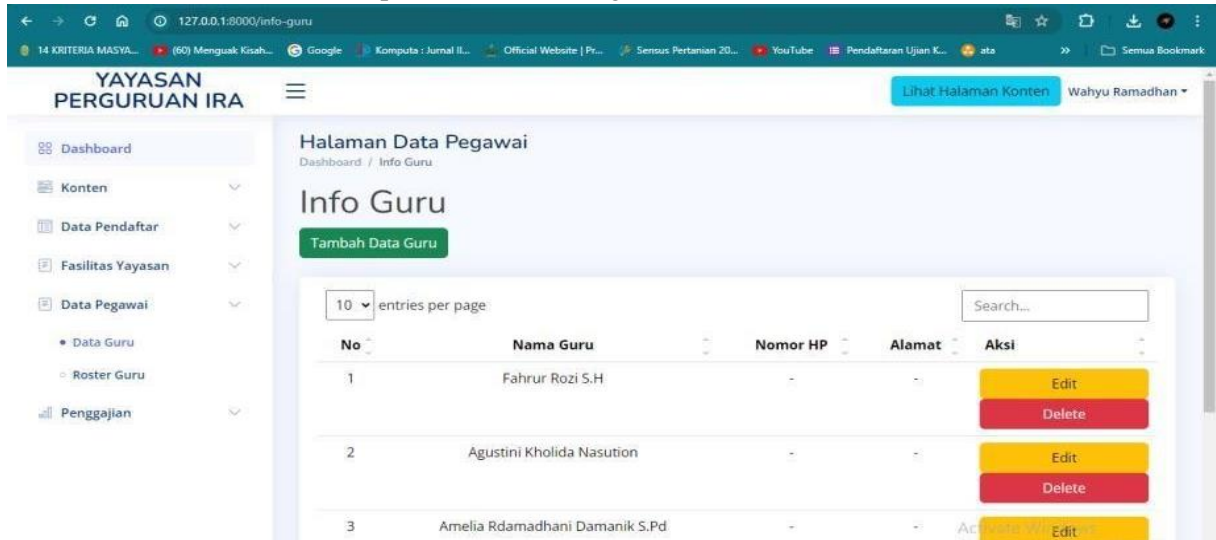 127.0.0.1:8000/info-guru
14 KRITERIA MASYA... (60) Menguak Kisah... Google Komputa : Jurnal Il... Official Website | Pr... Sensus Pertanian 20... YouTube Pendaftaran Ujian K... ata » Semua Bookmark
YAYASAN
PERGURUAN IRA
Lihat Halaman Konten Wahyu Ramadhan
Dashboard
Konten
Data Pendaftar
Fasilitas Yayasan
Data Pegawai
Data Guru
Roster Guru
Penggajian
Halaman Data Pegawai
Dashboard / Info Guru
Info Guru
Tambah Data Guru
10 entries per page Search...
No Nama Guru Nomor HP Alamat Aksi
1 Fahrur Rozi S.H - - Edit
Delete
2 Agustini Kholida Nasution - - Edit
Delete
3 Amelia Rdamadhani Damanik S.Pd - - Edit
Activate Windows